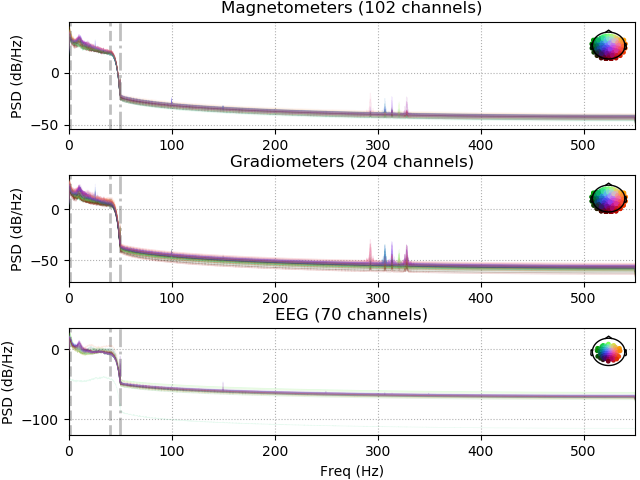 Magnetometers (102 channels)
PSD (dB/Hz)
0
−50
0 100 200 300 400 500
Gradiometers (204 channels)
PSD (dB/Hz)
0
−50
0 100 200 300 400 500
EEG (70 channels)
PSD (dB/Hz)
0
−100
0 100 200 300 400 500
Freq (Hz)